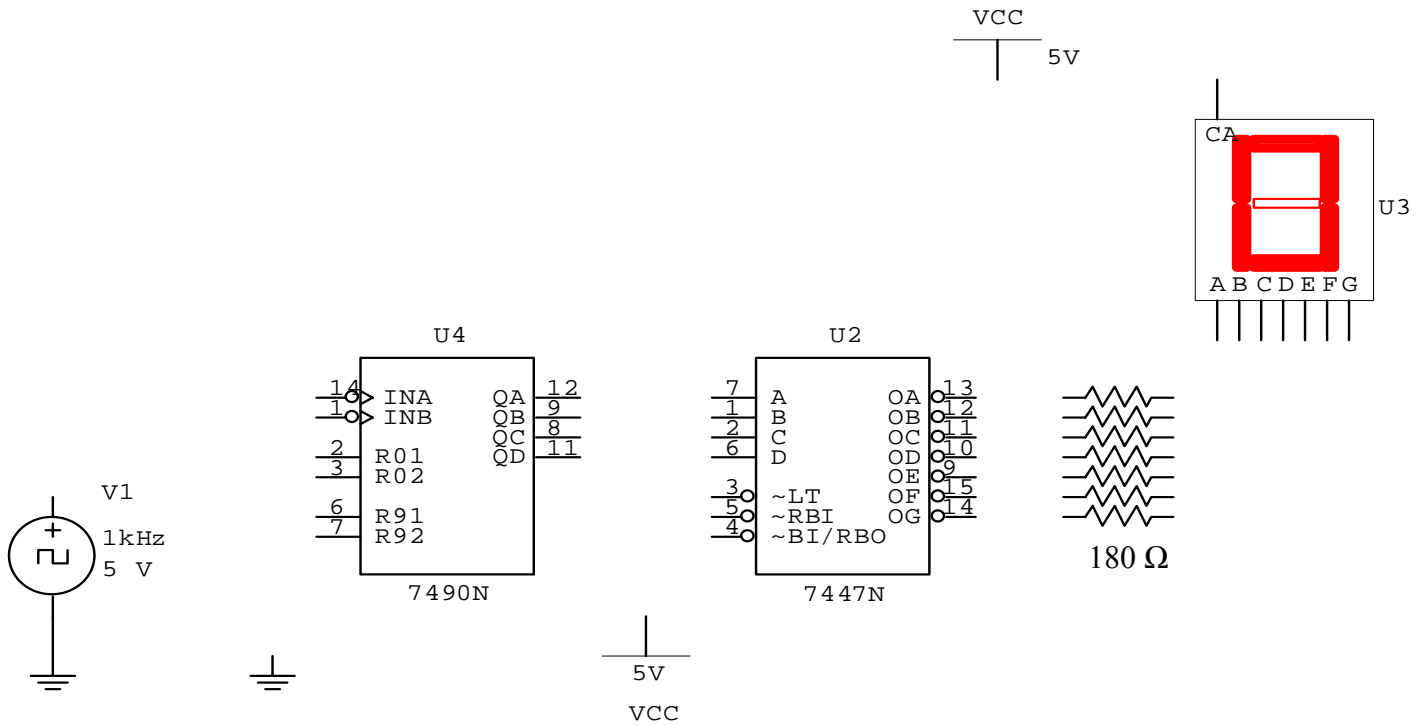 VCC
5V
CA
U3
A B C D E F G
U4
U2
14 INA QA 12
1 INB QB 9
QC 8
2 R01 QD 11
3 R02
6 R91
7 R92
7490N
7 A OA 13
1 B OB 12
2 C OC 11
6 D OD 10
OE 9
3 ~LT OF 15
5 ~RBI OG 14
4 ~BI/RBO
7447N
180 Ω
V1
+
1kHz
5 V
5V
VCC